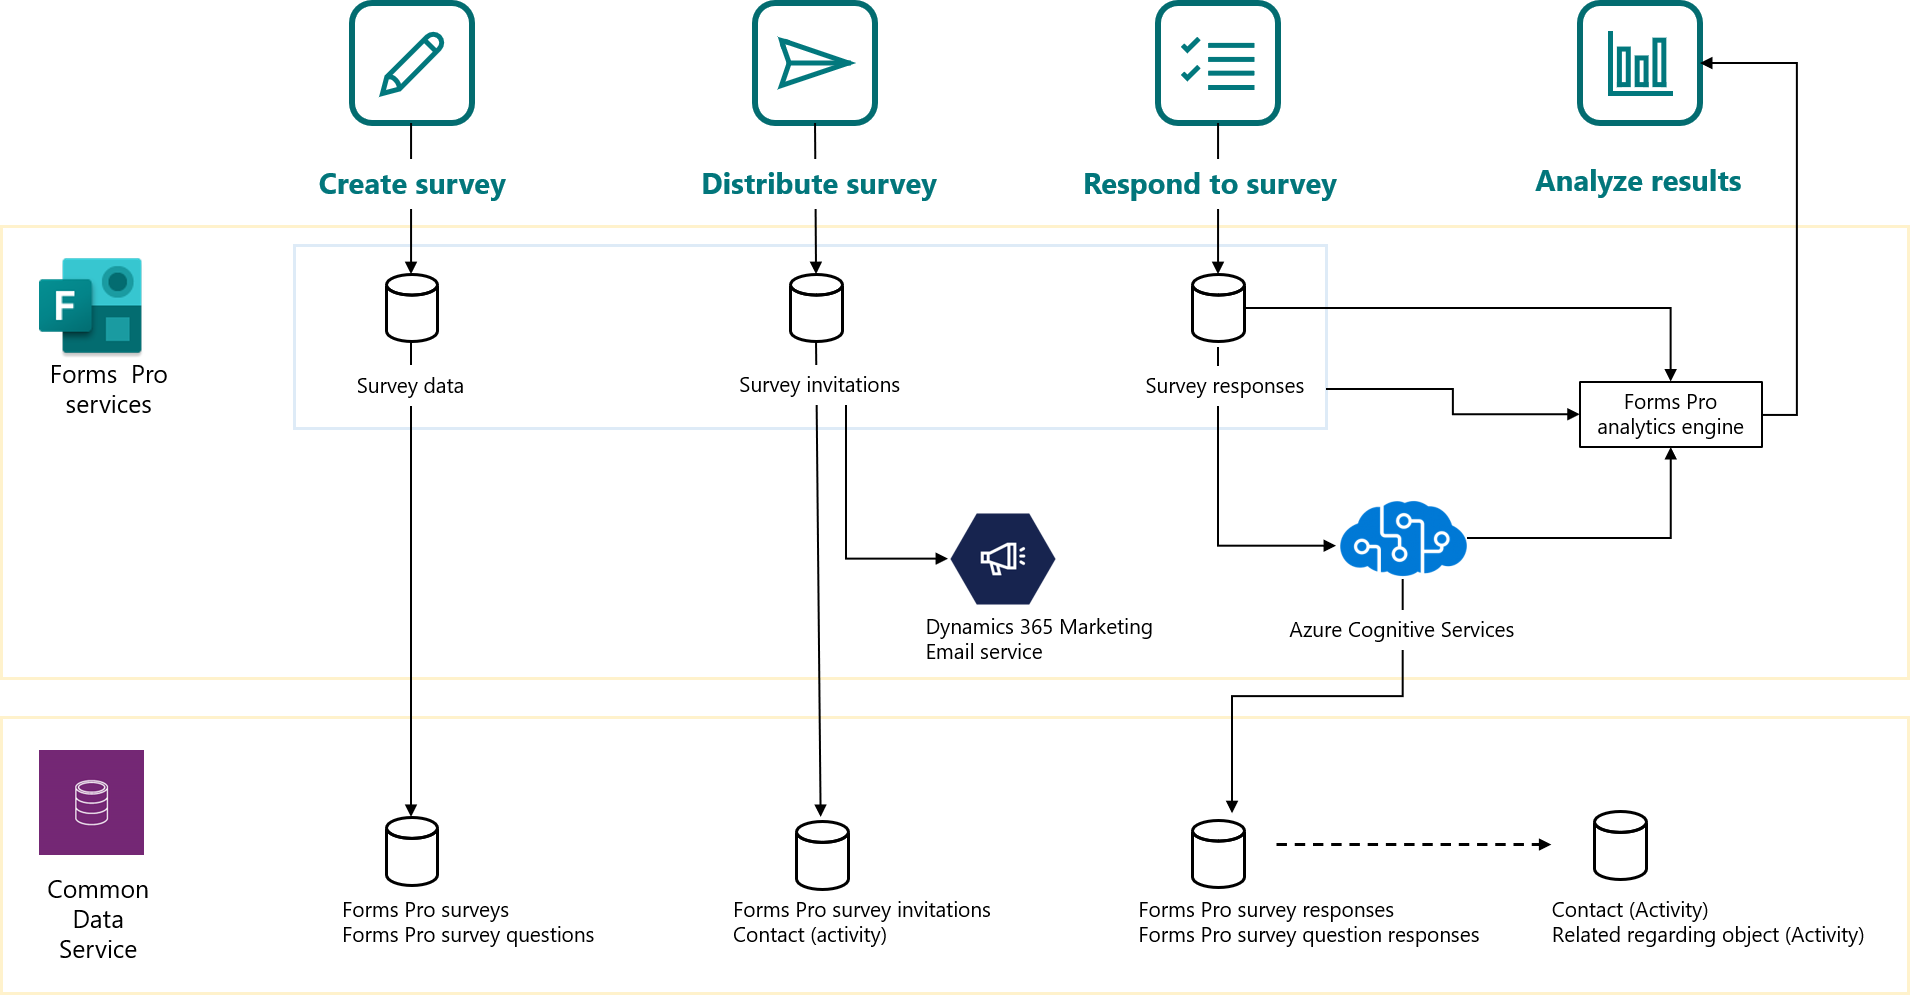 Create survey
Distribute survey
Respond to survey
Analyze results
F
Forms Pro
services
Survey data
Survey invitations
Survey responses
Forms Pro
analytics engine
Dynamics 365 Marketing
Email service
Azure Cognitive Services
Common
Data
Service
Forms Pro surveys
Forms Pro survey questions
Forms Pro survey invitations
Contact (activity)
Forms Pro survey responses
Forms Pro survey question responses
Contact (Activity)
Related regarding object (Activity)